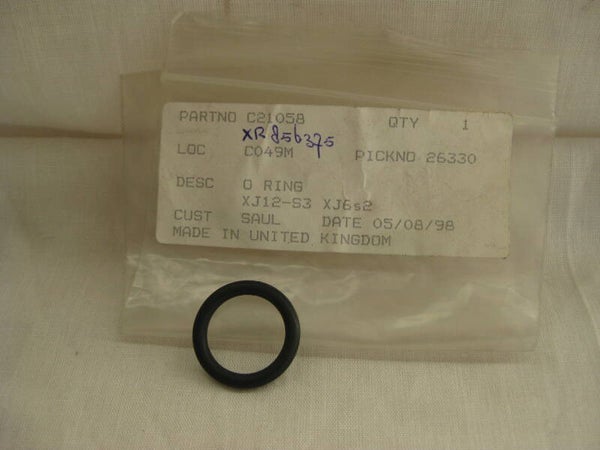 PARTNO C21058 QTY 1
XR856375
LOC C049M PICKNO 26330
DESC O RING
XJ12-S3 XJ6s2
CUST SAUL DATE 05/08/98
MADE IN UNITED KINGDOM